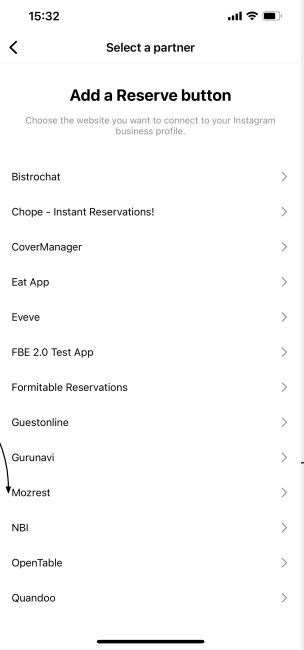 15:32
Select a partner
Add a Reserve button
Choose the website you want to connect to your Instagram
business profile.
Bistrochat
Chope - Instant Reservations!
CoverManager
Eat App
Eveve
FBE 2.0 Test App
Formitable Reservations
Guestonline
Gurunavi
Mozrest
NBI
OpenTable
Quandoo